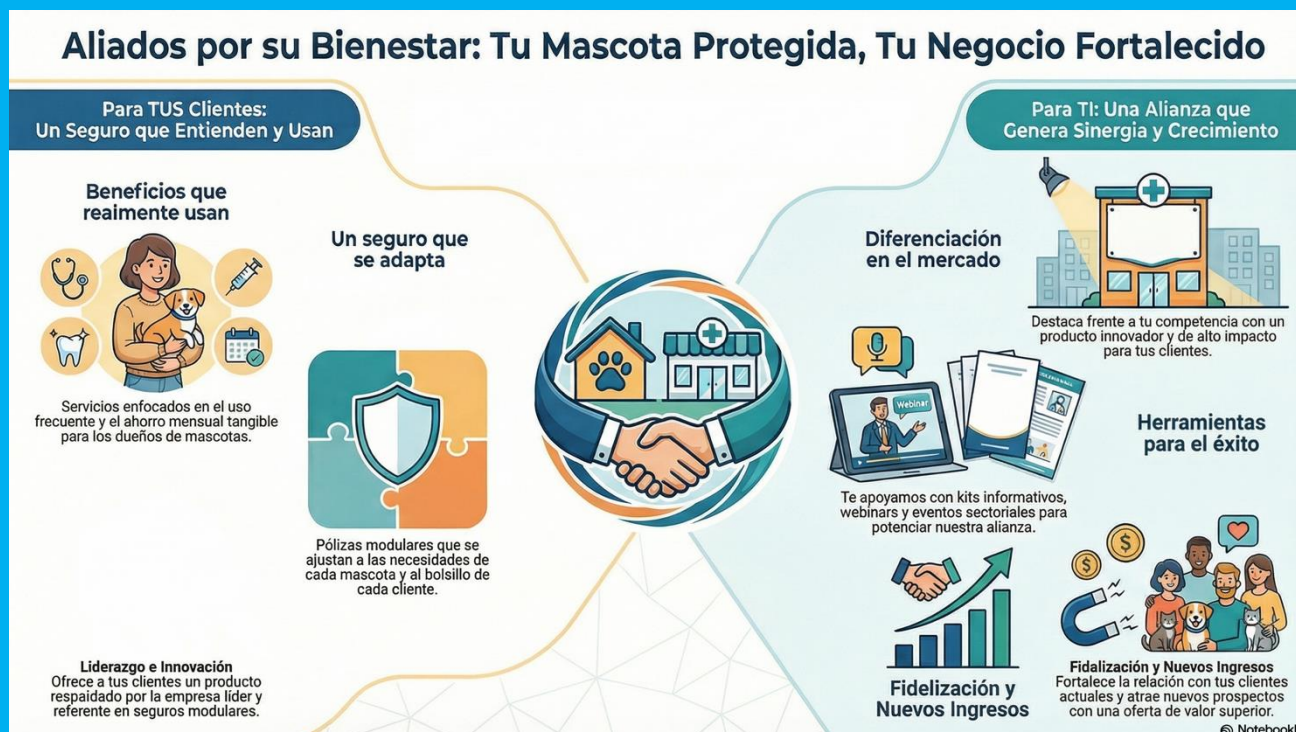 Aliados por su Bienestar: Tu Mascota Protegida, Tu Negocio Fortalecido
Para TUS Clientes:
Un Seguro que Entienden y Usan
Beneficios que
reaimente usan
Servicios enfocados en el uso
frecuente y el ahorro mensual tangible
para los dueños de mascotas.
Un seguro que
se adapta
Pólizas modulares que se
ajustan a las necesidades de
cada mascota y al bolsillo de
cada cliente.
Liderazgo e Innovación
Ofrece a tus clientes un producto
respaidado por la empresa líder y
referente en seguros modulares.
Para TI: Una Alianza que
Genera Sinergia y Crecimiento
Diferenciación
en el mercado
Destaca frente a tu competencia con un
producto innovador y de alto impacto
para tus clientes.
Webinar
Herramientas
para el éxito
Te apoyamos con kits informativos,
webinars y eventos sectoriales para
potenciar nuestra alianza.
Fidelización y
Nuevos Ingresos
Fidalización y Nuevos Ingresos
Fortalece la relación con tus clientes
actuales y atrae nuevos prospectos
con una oferta de valor superior.